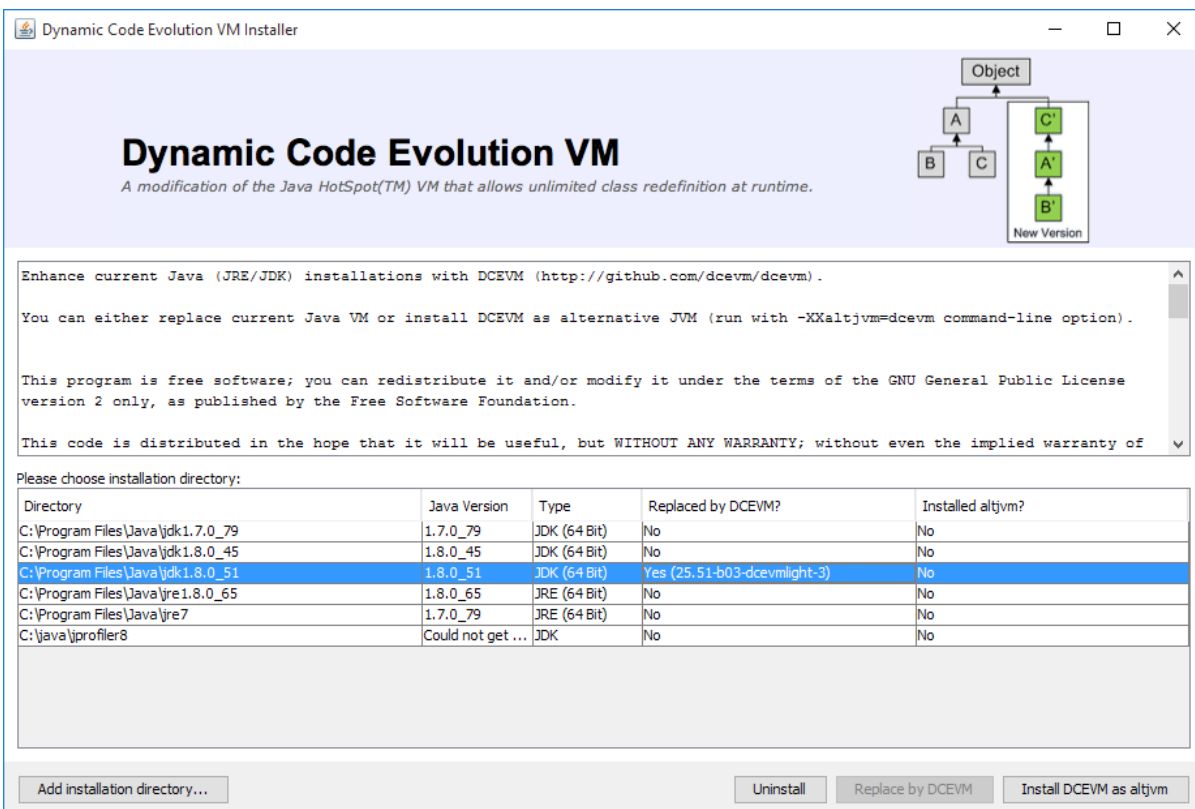 Dynamic Code Evolution VM Installer
Object
A
C'
B
C
A'
B'
New Version
Dynamic Code Evolution VM
A modification of the Java HotSpot(TM) VM that allows unlimited class redefinition at runtime.
Enhance current Java (JRE/JDK) installations with DCEVM (http://github.com/dcevm/dcevm).
You can either replace current Java VM or install DCEVM as alternative JVM (run with -XXaltjvm=dcevm command-line option).
This program is free software; you can redistribute it and/or modify it under the terms of the GNU General Public License
version 2 only, as published by the Free Software Foundation.
This code is distributed in the hope that it will be useful, but WITHOUT ANY WARRANTY; without even the implied warranty of
Please choose installation directory:
Directory Java Version Type Replaced by DCEVM? Installed altjvm?
C:\Program Files\Java\jdk1.7.0_79 1.7.0_79 JDK (64 Bit) No No
C:\Program Files\Java\jdk1.8.0_45 1.8.0_45 JDK (64 Bit) No No
C:\Program Files\Java\jdk1.8.0_51 1.8.0_51 JDK (64 Bit) Yes (25.51-b03-dcevmlight-3) No
C:\Program Files\Java\jre1.8.0_65 1.8.0_65 JRE (64 Bit) No No
C:\Program Files\Java\jre7 1.7.0_79 JRE (64 Bit) No No
C:\java\jprofiler8 Could not get ... JDK No No
Add installation directory... Uninstall Replace by DCEVM Install DCEVM as altjvm